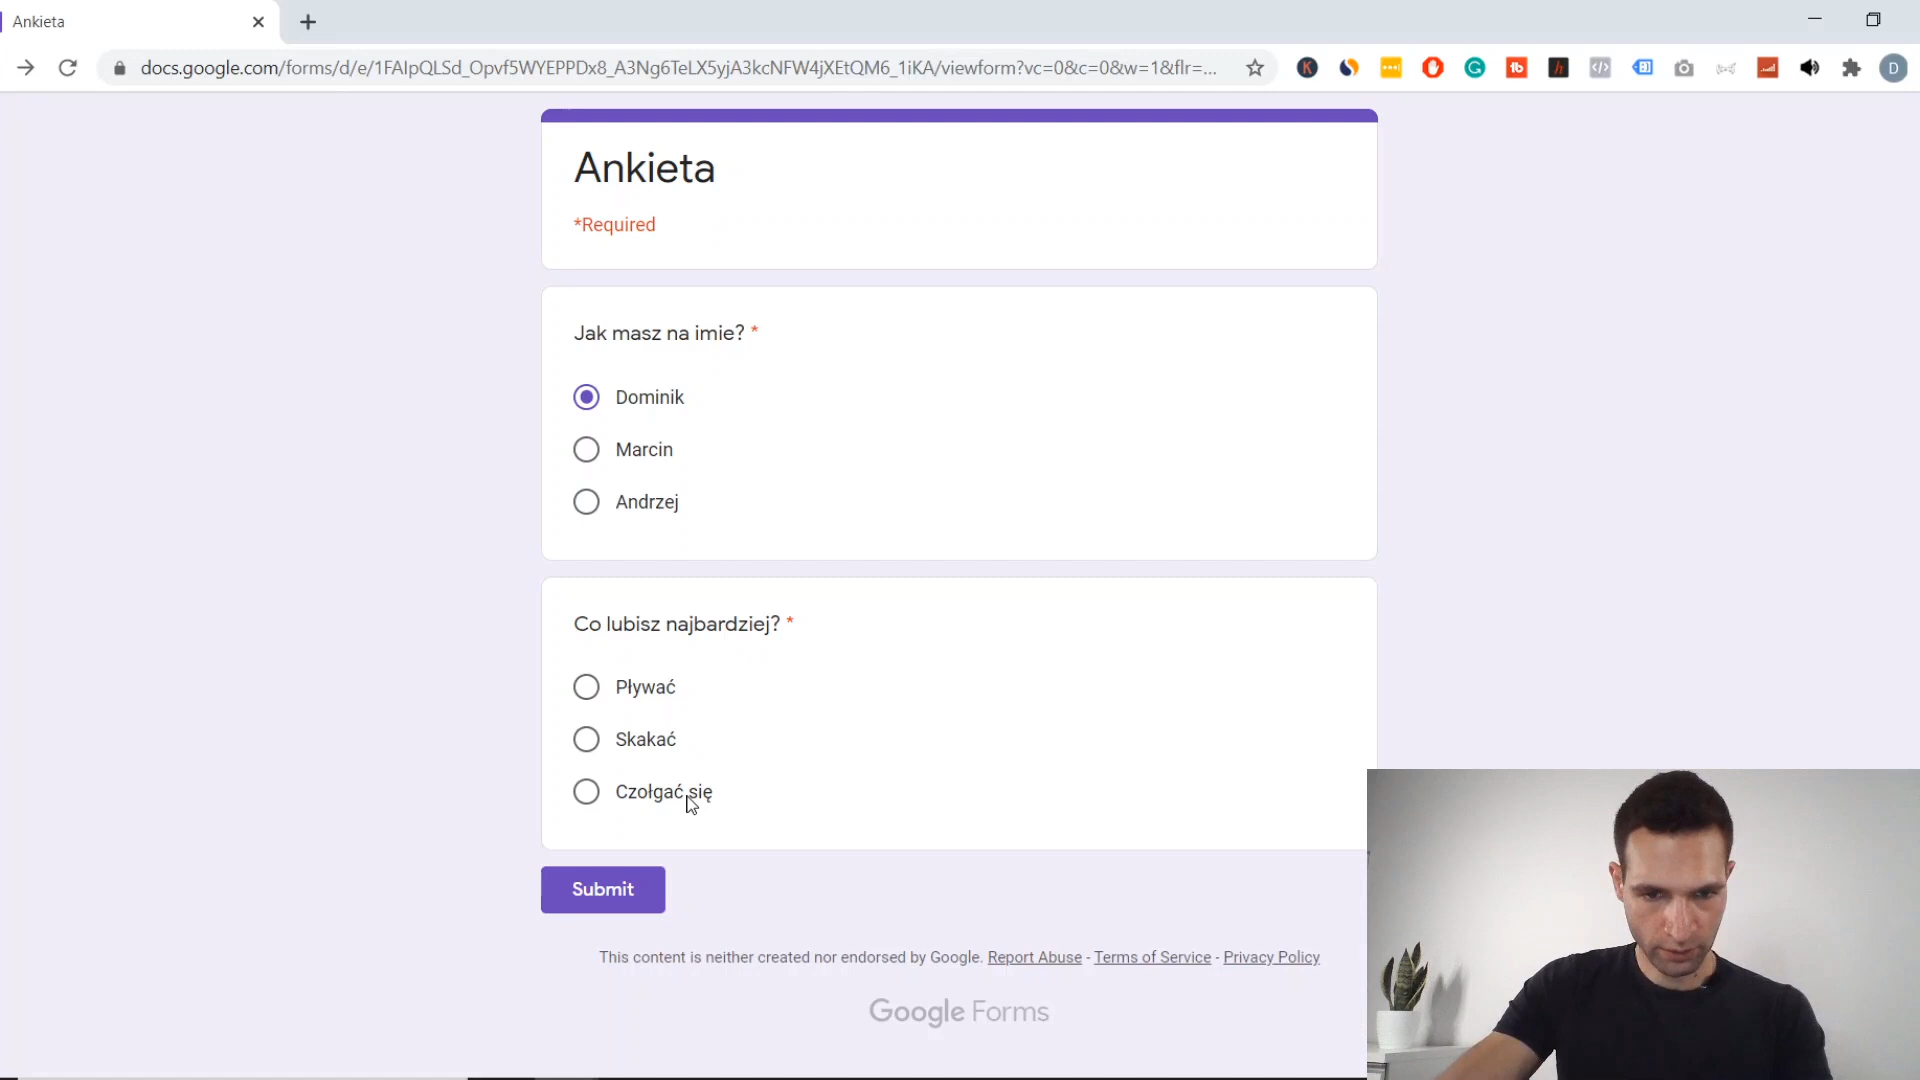 Ankieta
docs.google.com/forms/d/e/1FAIpQLSd_Opvf5WYEPPDx8_A3Ng6TeLX5yjA3kcNFW4jXEtQM6_1iKA/viewform?vc=0&c=0&w=1&flr=...
D
Ankieta
*Required
Jak masz na imie? *
Dominik
Marcin
Andrzej
Co lubisz najbardziej? *
Pływać
Skakać
Czołgać się
Submit
This content is neither created nor endorsed by Google. Report Abuse - Terms of Service - Privacy Policy
Google Forms